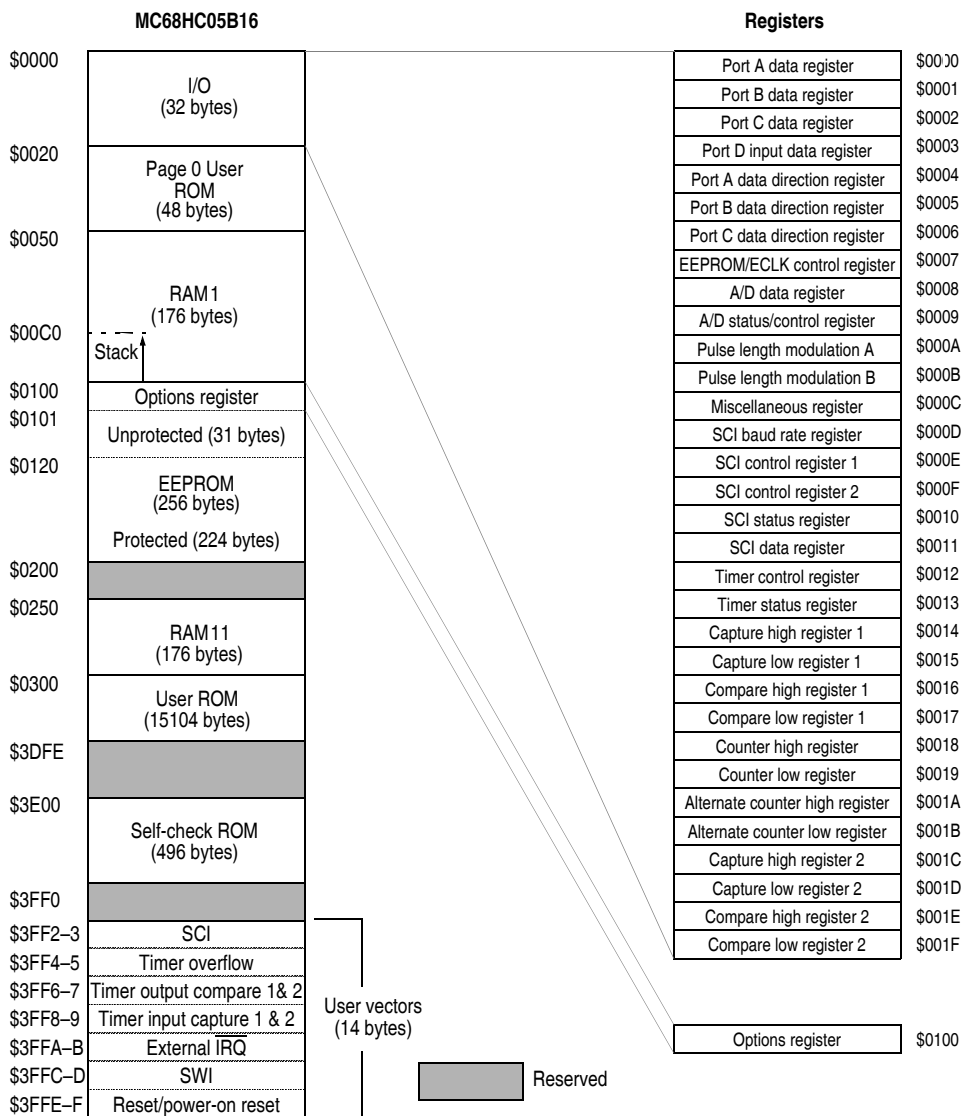 MC68HC05B16
$0000
I/O
(32 bytes)
$0020
Page 0 User
ROM
(48 bytes)
$0050
RAM1
(176 bytes)
$00C0
Stack
$0100
Options register
$0101
Unprotected (31 bytes)
$0120
EEPROM
(256 bytes)
Protected (224 bytes)
$0200
$0250
RAM11
(176 bytes)
$0300
User ROM
(15104 bytes)
$3DFE
$3E00
Self-check ROM
(496 bytes)
$3FF0
$3FF2–3 SCI
$3FF4–5 Timer overflow
$3FF6–7 Timer output compare 1& 2
$3FF8–9 Timer input capture 1 & 2
$3FFA–B External IRQ
$3FFC–D SWI
$3FFE–F Reset/power-on reset
User vectors
(14 bytes)
Reserved
Registers
Port A data register $0000
Port B data register $0001
Port C data register $0002
Port D input data register $0003
Port A data direction register $0004
Port B data direction register $0005
Port C data direction register $0006
EEPROM/ECLK control register $0007
A/D data register $0008
A/D status/control register $0009
Pulse length modulation A $000A
Pulse length modulation B $000B
Miscellaneous register $000C
SCI baud rate register $000D
SCI control register 1 $000E
SCI control register 2 $000F
SCI status register $0010
SCI data register $0011
Timer control register $0012
Timer status register $0013
Capture high register 1 $0014
Capture low register 1 $0015
Compare high register 1 $0016
Compare low register 1 $0017
Counter high register $0018
Counter low register $0019
Alternate counter high register $001A
Alternate counter low register $001B
Capture high register 2 $001C
Capture low register 2 $001D
Compare high register 2 $001E
Compare low register 2 $001F
Options register $0100